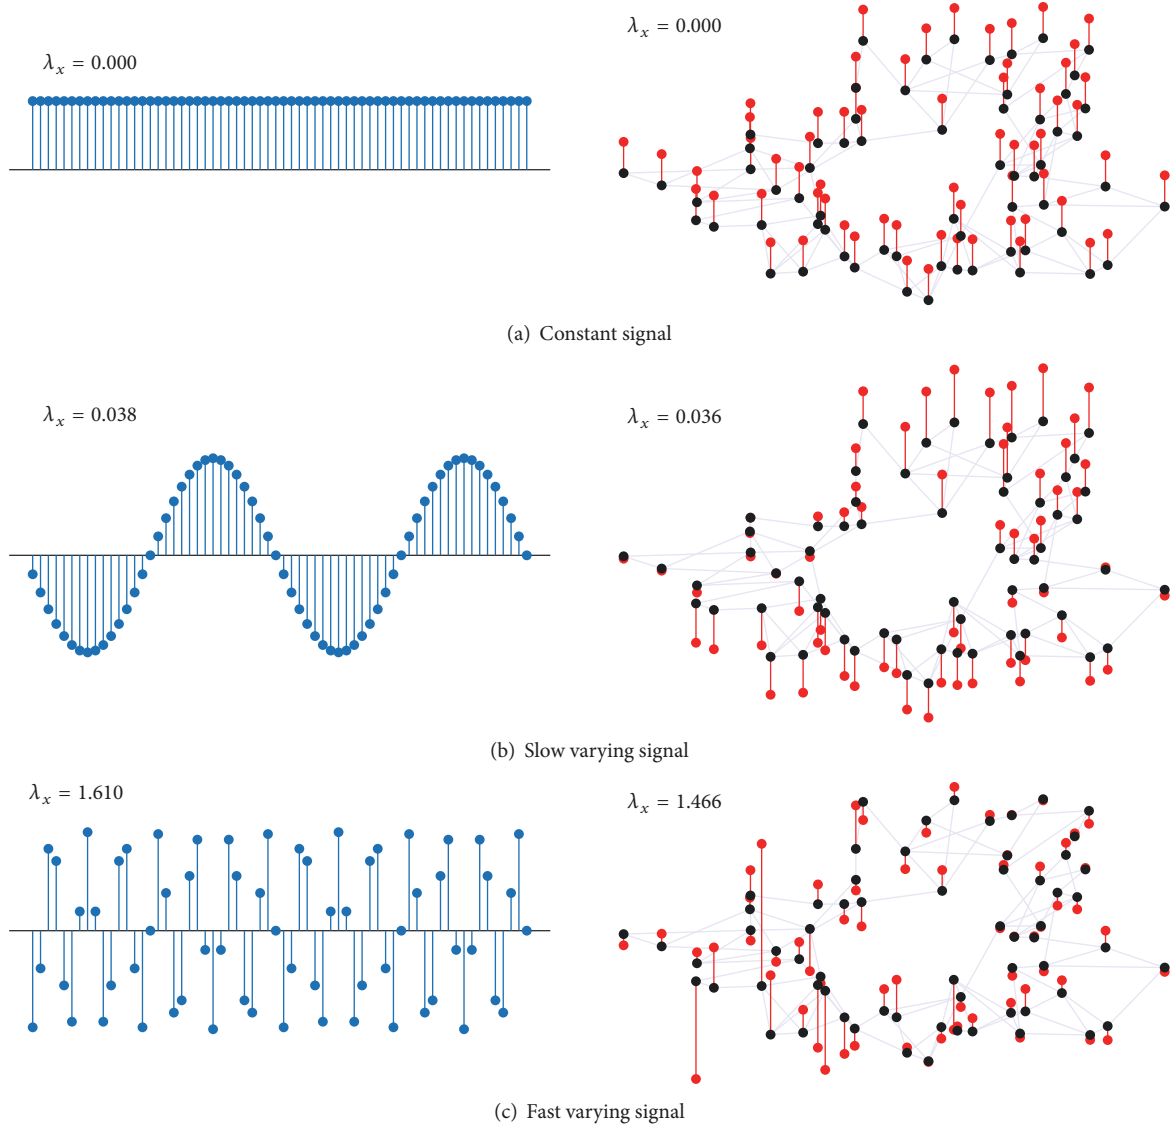 λx = 0.000
λx = 0.000
(a) Constant signal
λx = 0.038
λx = 0.036
(b) Slow varying signal
λx = 1.610
λx = 1.466
(c) Fast varying signal